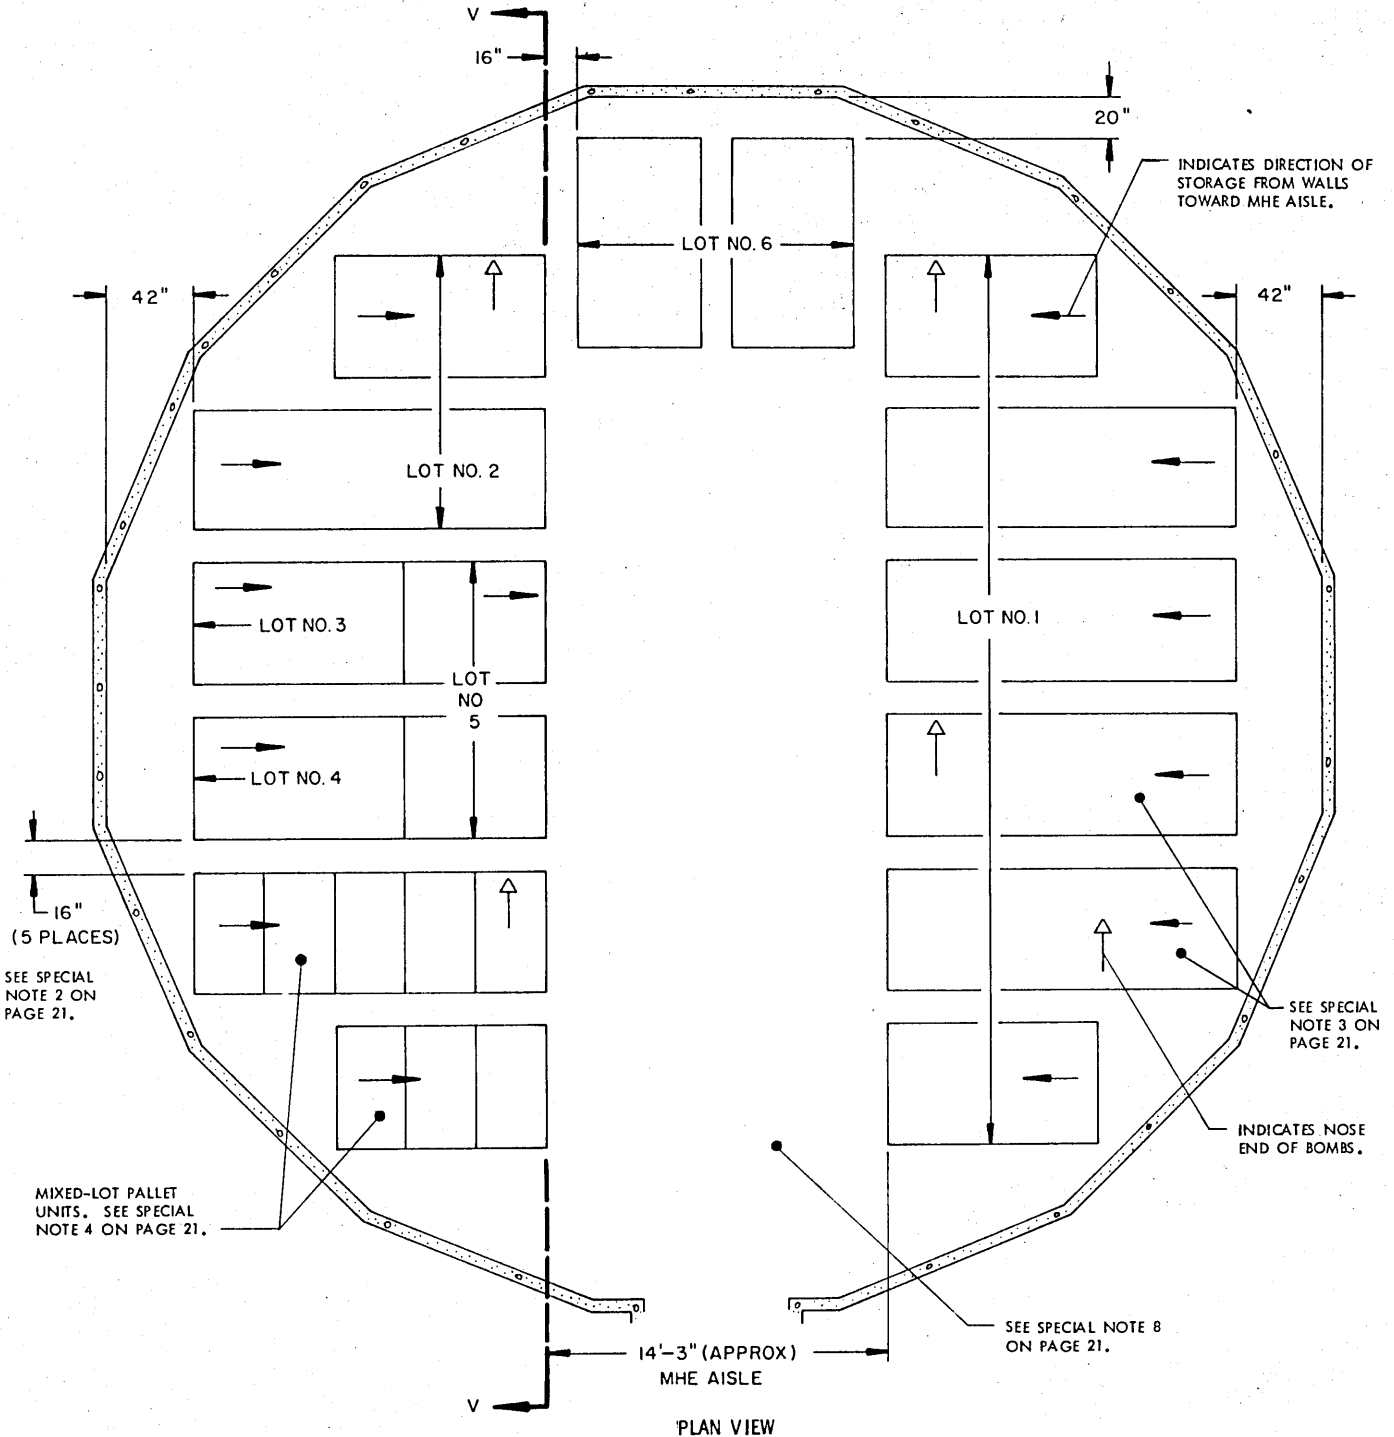 V
16"
20"
INDICATES DIRECTION OF
STORAGE FROM WALLS
TOWARD MHE AISLE.
LOT NO. 6
42"
42"
LOT NO. 2
LOT NO. 3
LOT NO. 1
LOT
NO
5
LOT NO. 4
16"
(5 PLACES)
SEE SPECIAL
NOTE 2 ON
PAGE 21.
SEE SPECIAL
NOTE 3 ON
PAGE 21.
INDICATES NOSE
END OF BOMBS.
MIXED-LOT PALLET
UNITS. SEE SPECIAL
NOTE 4 ON PAGE 21.
SEE SPECIAL NOTE 8
ON PAGE 21.
14'-3" (APPROX)
MHE AISLE
V
PLAN VIEW